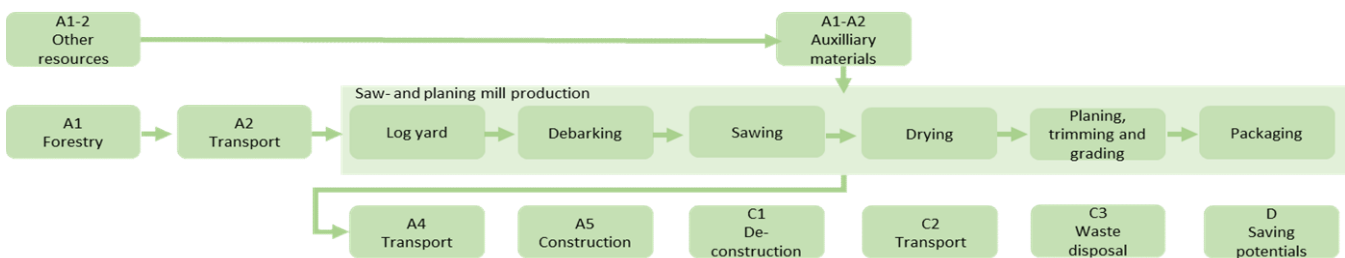 A1-2
Other
resources
A1-A2
Auxilliary
materials
Saw- and planing mill production
A1
Forestry
A2
Transport
Log yard
Debarking
Sawing
Drying
Planing,
trimming and
grading
Packaging
A4
Transport
A5
Construction
C1
De-
construction
C2
Transport
C3
Waste
disposal
D
Saving
potentials